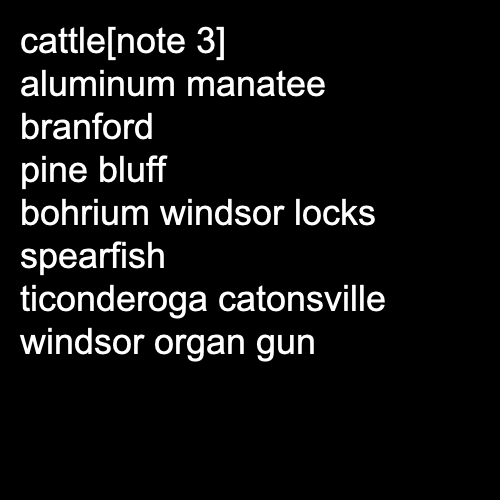 cattle[note 3]
aluminum manatee
branford
pine bluff
bohrium windsor locks
spearfish
ticonderoga catonsville
windsor organ gun